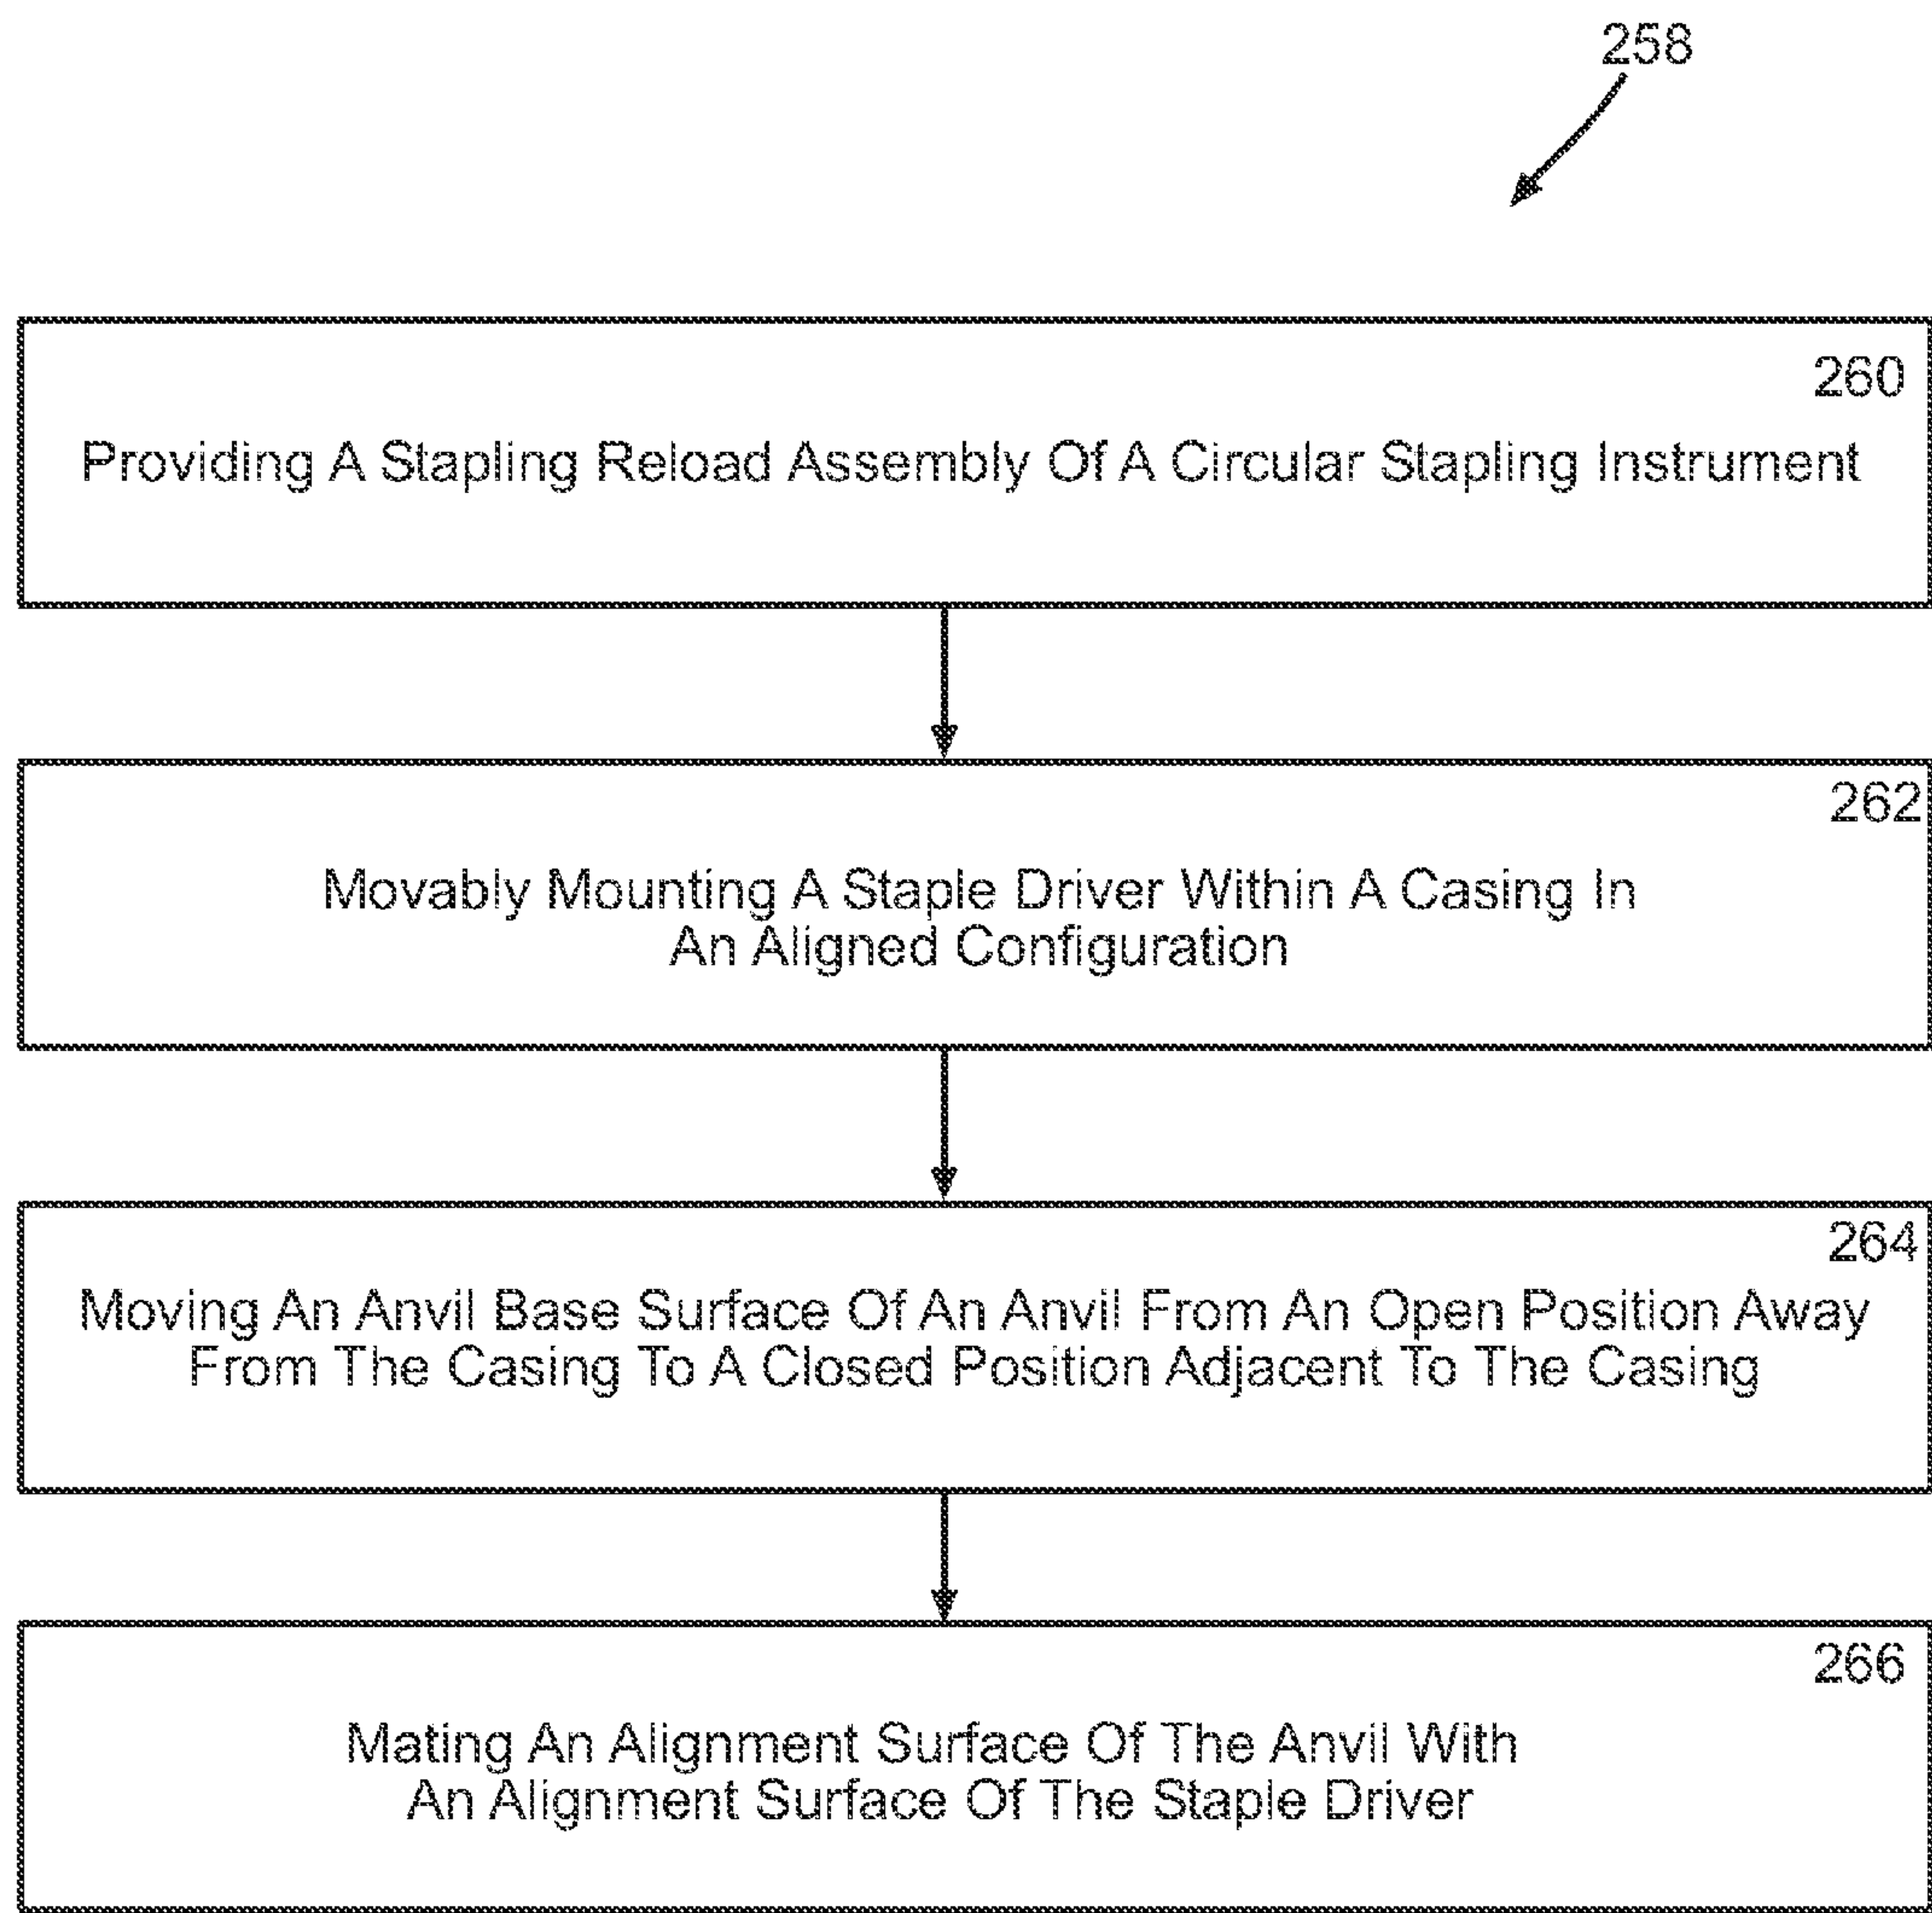 258
260
Providing A Stapling Reload Assembly Of A Circular Stapling Instrument
262
Movably Mounting A Staple Driver Within A Casing In
An Aligned Configuration
264
Moving An Anvil Base Surface Of An Anvil From An Open Position Away
From The Casing To A Closed Position Adjacent To The Casing
266
Mating An Alignment Surface Of The Anvil With
An Alignment Surface Of The Staple Driver